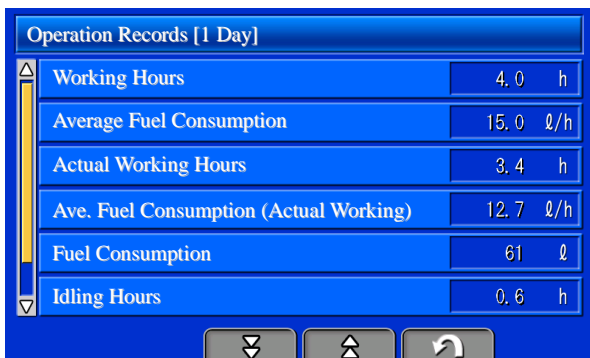 Operation Records [1 Day]
Working Hours 4.0 h
Average Fuel Consumption 15.0 ℓ/h
Actual Working Hours 3.4 h
Ave. Fuel Consumption (Actual Working) 12.7 ℓ/h
Fuel Consumption 61 ℓ
Idling Hours 0.6 h